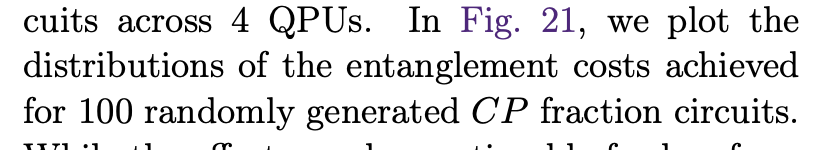 cuits across 4 QPUs. In Fig. 21, we plot the
distributions of the entanglement costs achieved
for 100 randomly generated CP fraction circuits.